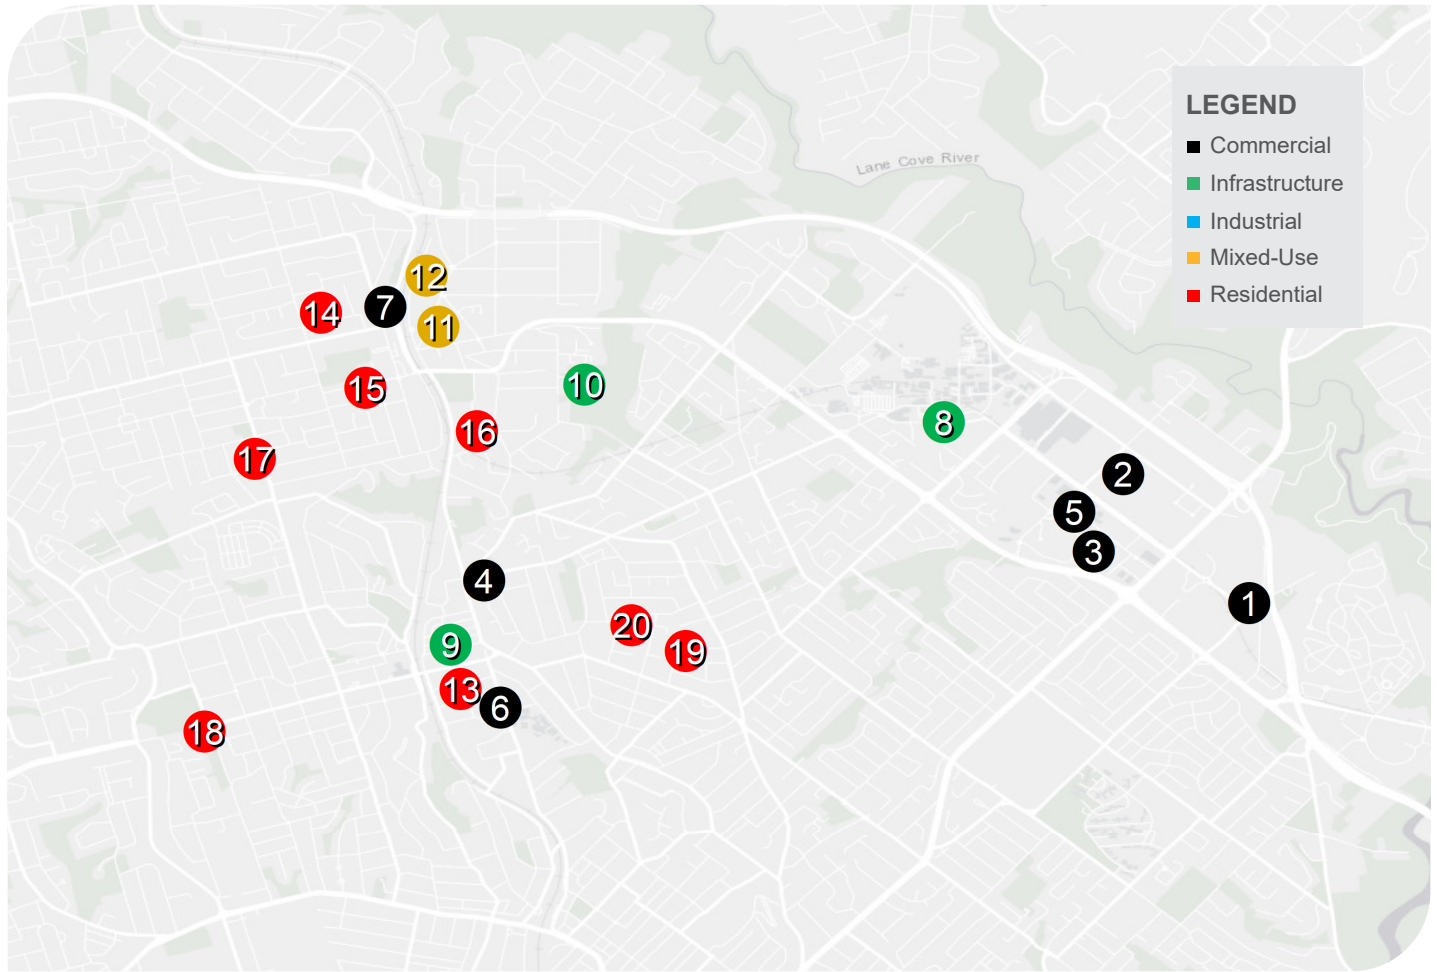 LEGEND
Commercial
Infrastructure
Industrial
Mixed-Use
Residential
Lane Cove River
12
7
14
11
10
15
8
16
17
2
5
3
4
1
20
9
19
13
6
18